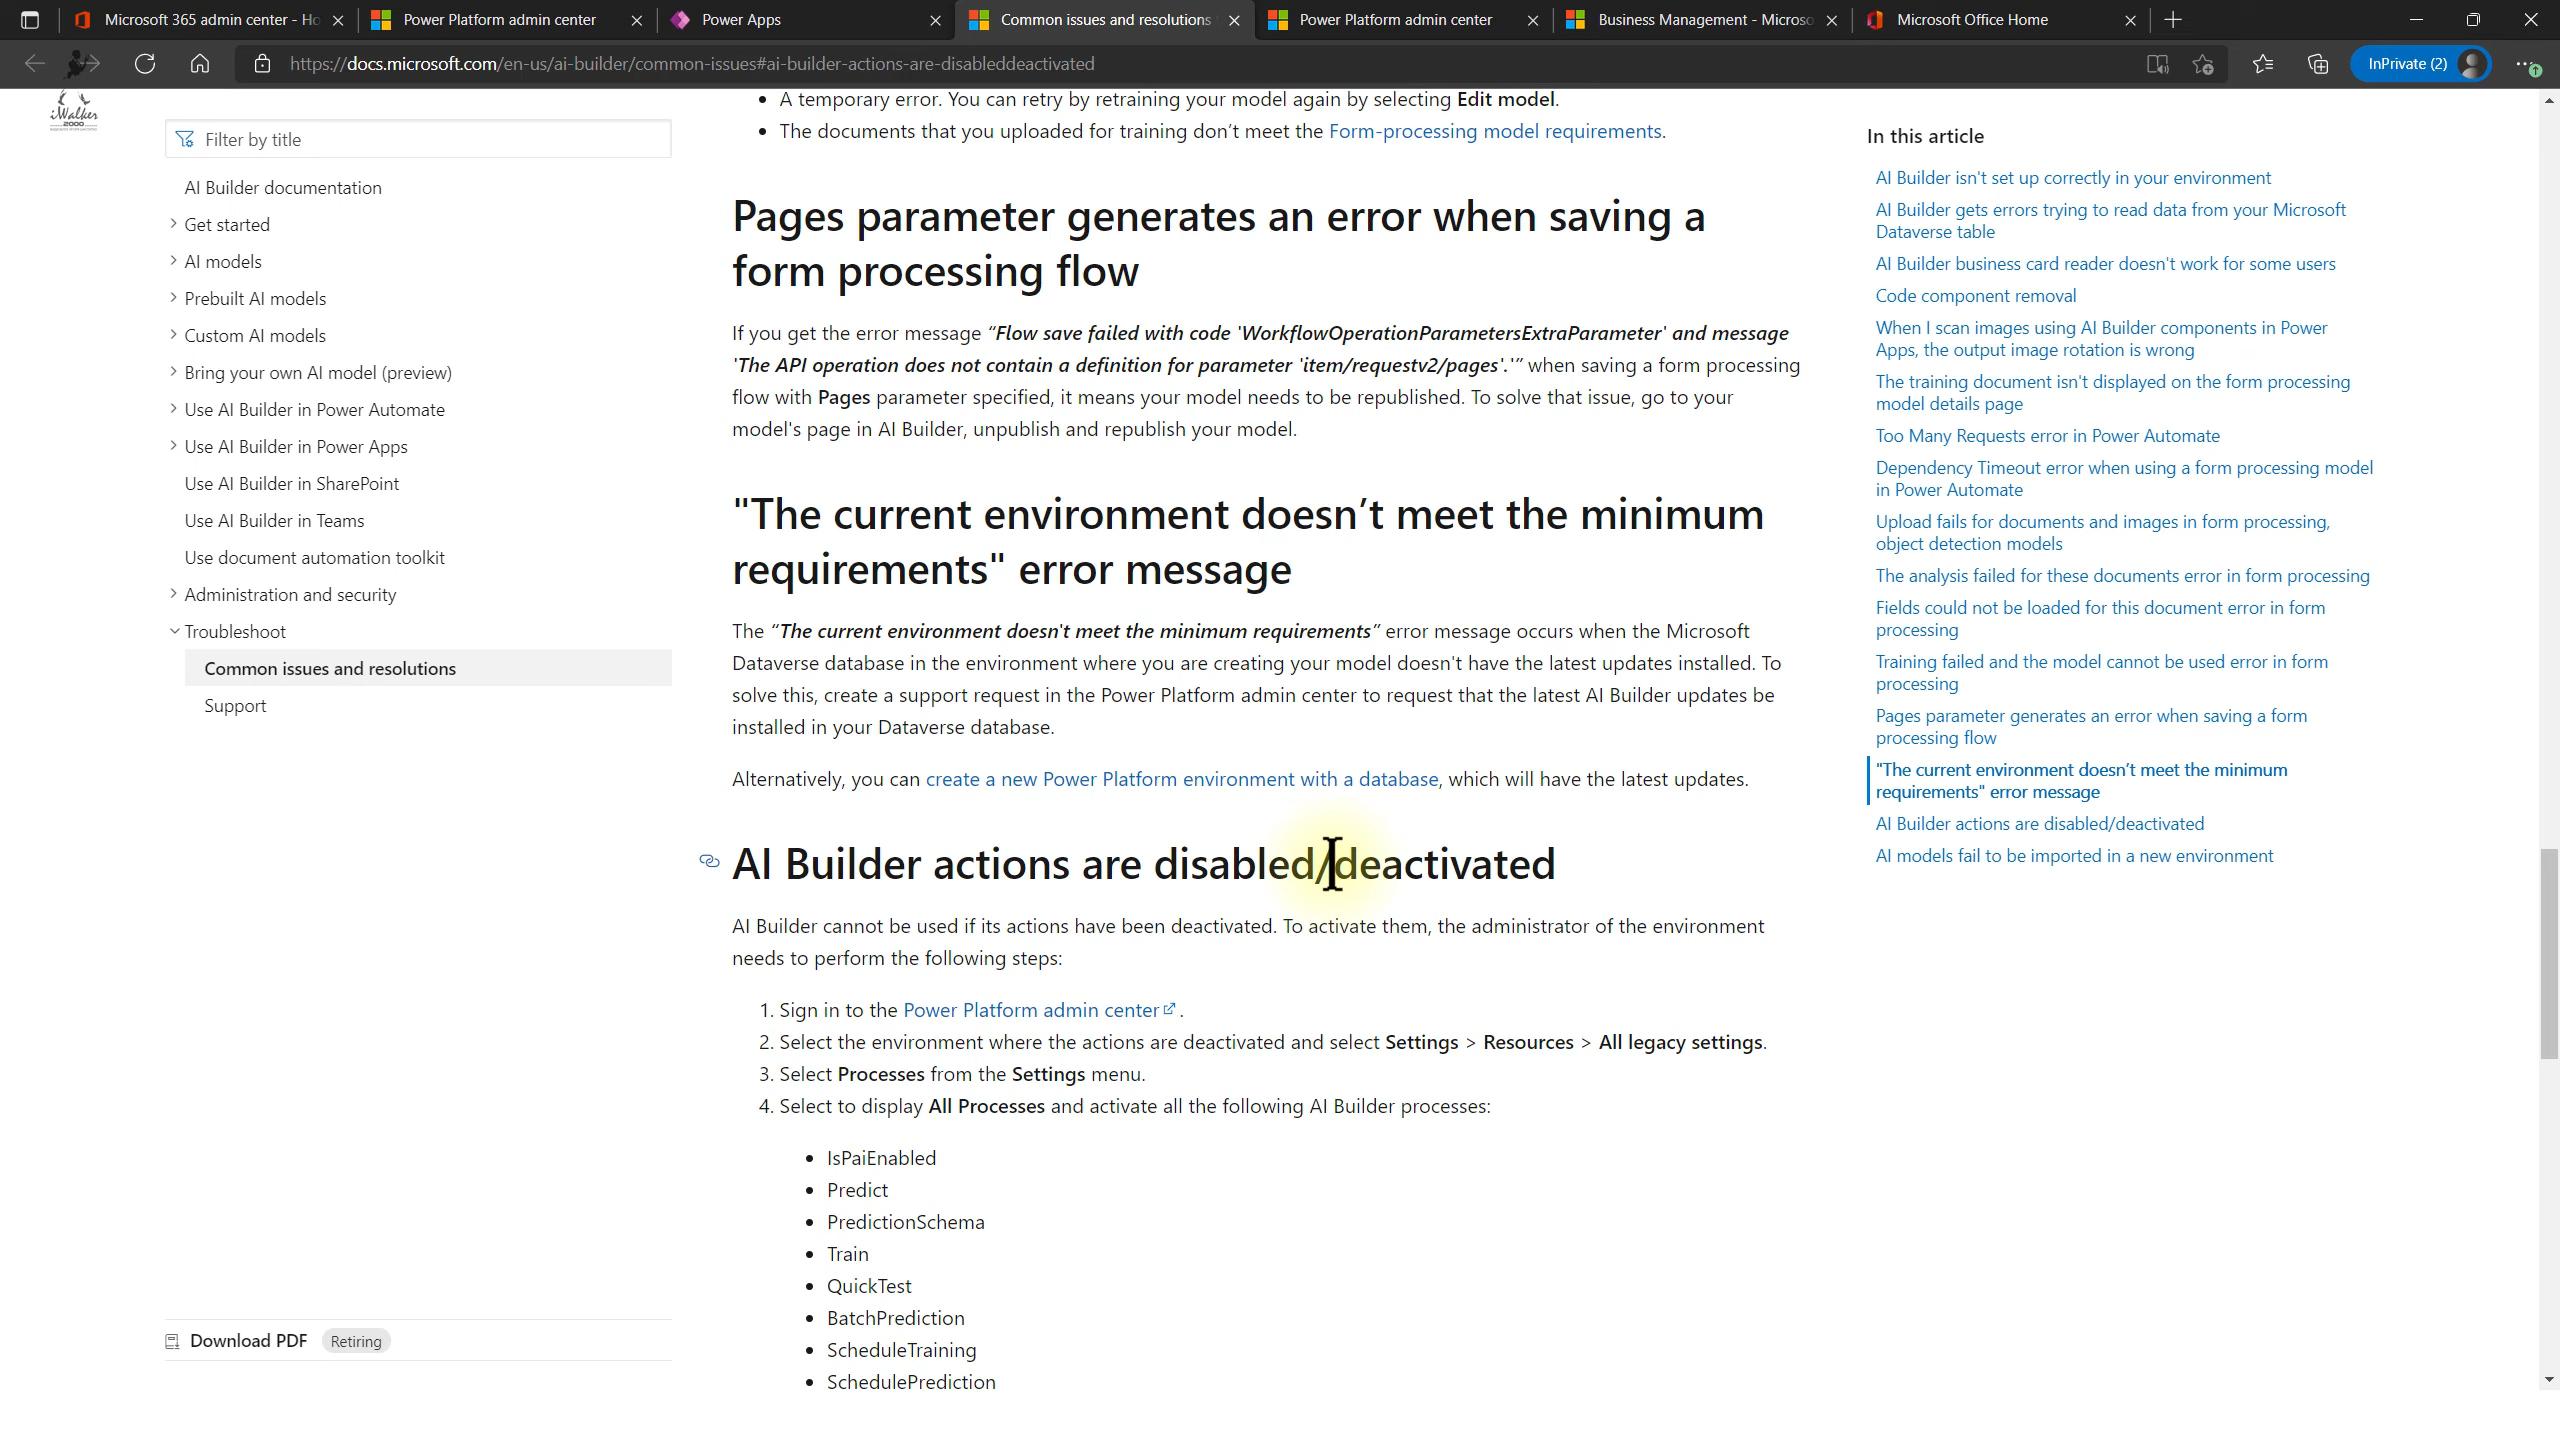 Microsoft 365 admin center - Ho
Power Platform admin center
Power Apps
Common issues and resolutions
Power Platform admin center
Business Management - Microso
Microsoft Office Home
https://docs.microsoft.com/en-us/ai-builder/common-issues#ai-builder-actions-are-disableddeactivated
InPrivate (2)
iWalker
2000
Filter by title
AI Builder documentation
Get started
AI models
Prebuilt AI models
Custom AI models
Bring your own AI model (preview)
Use AI Builder in Power Automate
Use AI Builder in Power Apps
Use AI Builder in SharePoint
Use AI Builder in Teams
Use document automation toolkit
Administration and security
Troubleshoot
Common issues and resolutions
Support
Download PDF Retiring
• A temporary error. You can retry by retraining your model again by selecting Edit model.
• The documents that you uploaded for training don't meet the Form-processing model requirements.
Pages parameter generates an error when saving a
form processing flow
If you get the error message “Flow save failed with code 'WorkflowOperationParametersExtraParameter' and message
'The API operation does not contain a definition for parameter 'item/requestv2/pages'.'” when saving a form processing
flow with Pages parameter specified, it means your model needs to be republished. To solve that issue, go to your
model's page in AI Builder, unpublish and republish your model.
"The current environment doesn’t meet the minimum
requirements" error message
The “The current environment doesn't meet the minimum requirements” error message occurs when the Microsoft
Dataverse database in the environment where you are creating your model doesn't have the latest updates installed. To
solve this, create a support request in the Power Platform admin center to request that the latest AI Builder updates be
installed in your Dataverse database.
Alternatively, you can create a new Power Platform environment with a database, which will have the latest updates.
AI Builder actions are disabled/deactivated
AI Builder cannot be used if its actions have been deactivated. To activate them, the administrator of the environment
needs to perform the following steps:
1. Sign in to the Power Platform admin center .
2. Select the environment where the actions are deactivated and select Settings > Resources > All legacy settings.
3. Select Processes from the Settings menu.
4. Select to display All Processes and activate all the following AI Builder processes:
• IsPaiEnabled
• Predict
• PredictionSchema
• Train
• QuickTest
• BatchPrediction
• ScheduleTraining
• SchedulePrediction
In this article
AI Builder isn't set up correctly in your environment
AI Builder gets errors trying to read data from your Microsoft
Dataverse table
AI Builder business card reader doesn't work for some users
Code component removal
When I scan images using AI Builder components in Power
Apps, the output image rotation is wrong
The training document isn't displayed on the form processing
model details page
Too Many Requests error in Power Automate
Dependency Timeout error when using a form processing model
in Power Automate
Upload fails for documents and images in form processing,
object detection models
The analysis failed for these documents error in form processing
Fields could not be loaded for this document error in form
processing
Training failed and the model cannot be used error in form
processing
Pages parameter generates an error when saving a form
processing flow
"The current environment doesn’t meet the minimum
requirements" error message
AI Builder actions are disabled/deactivated
AI models fail to be imported in a new environment